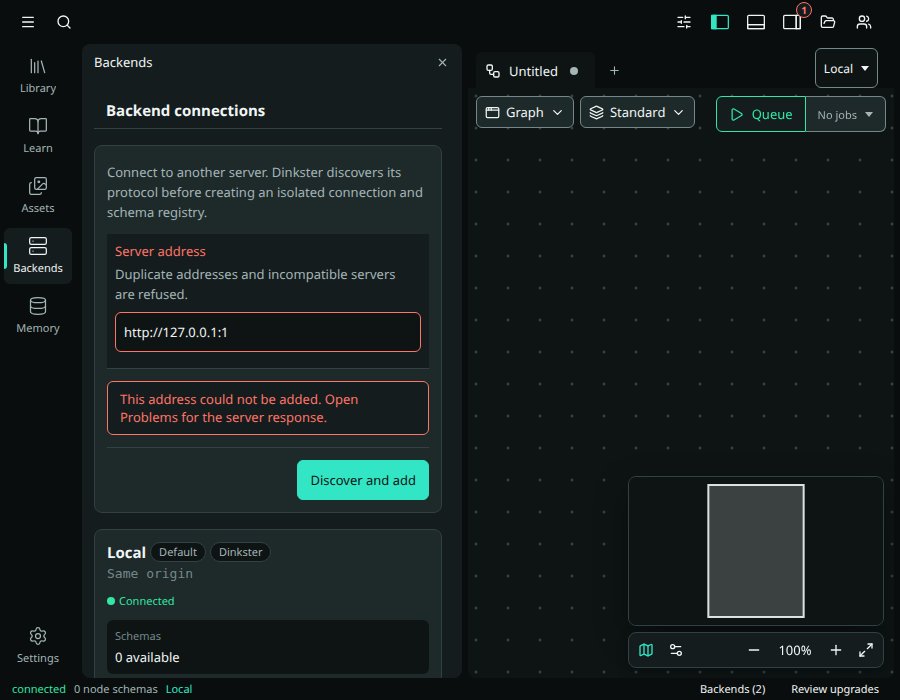 1
Library
Learn
Assets
Backends
Memory
Settings
Backends
Backend connections
Connect to another server. Dinkster discovers its
protocol before creating an isolated connection and
schema registry.
Server address
Duplicate addresses and incompatible servers
are refused.
http://127.0.0.1:1
This address could not be added. Open
Problems for the server response.
Discover and add
Local Default Dinkster
Same origin
Connected
Schemas
0 available
Untitled
Local
Graph
Standard
Queue
No jobs
100%
connected 0 node schemas Local
Backends (2) Review upgrades